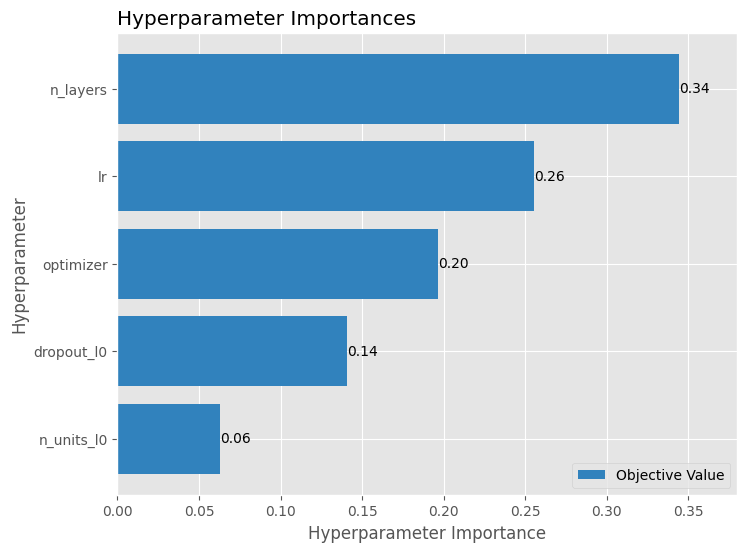 Hyperparameter Importances
Hyperparameter
n_layers
0.34
lr
0.26
optimizer
0.20
dropout_l0
0.14
n_units_l0
0.06
Objective Value
0.00 0.05 0.10 0.15 0.20 0.25 0.30 0.35
Hyperparameter Importance